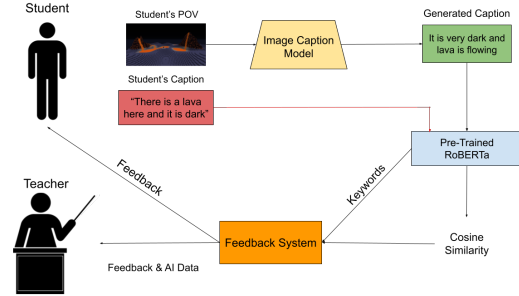 Student
Student's POV
Image Caption
Model
Generated Caption
It is very dark and
lava is flowing
Student's Caption
"There is a lava
here and it is dark"
Pre-Trained
RoBERTa
Feedback
Keywords
Teacher
Feedback System
Cosine
Similarity
Feedback & AI Data